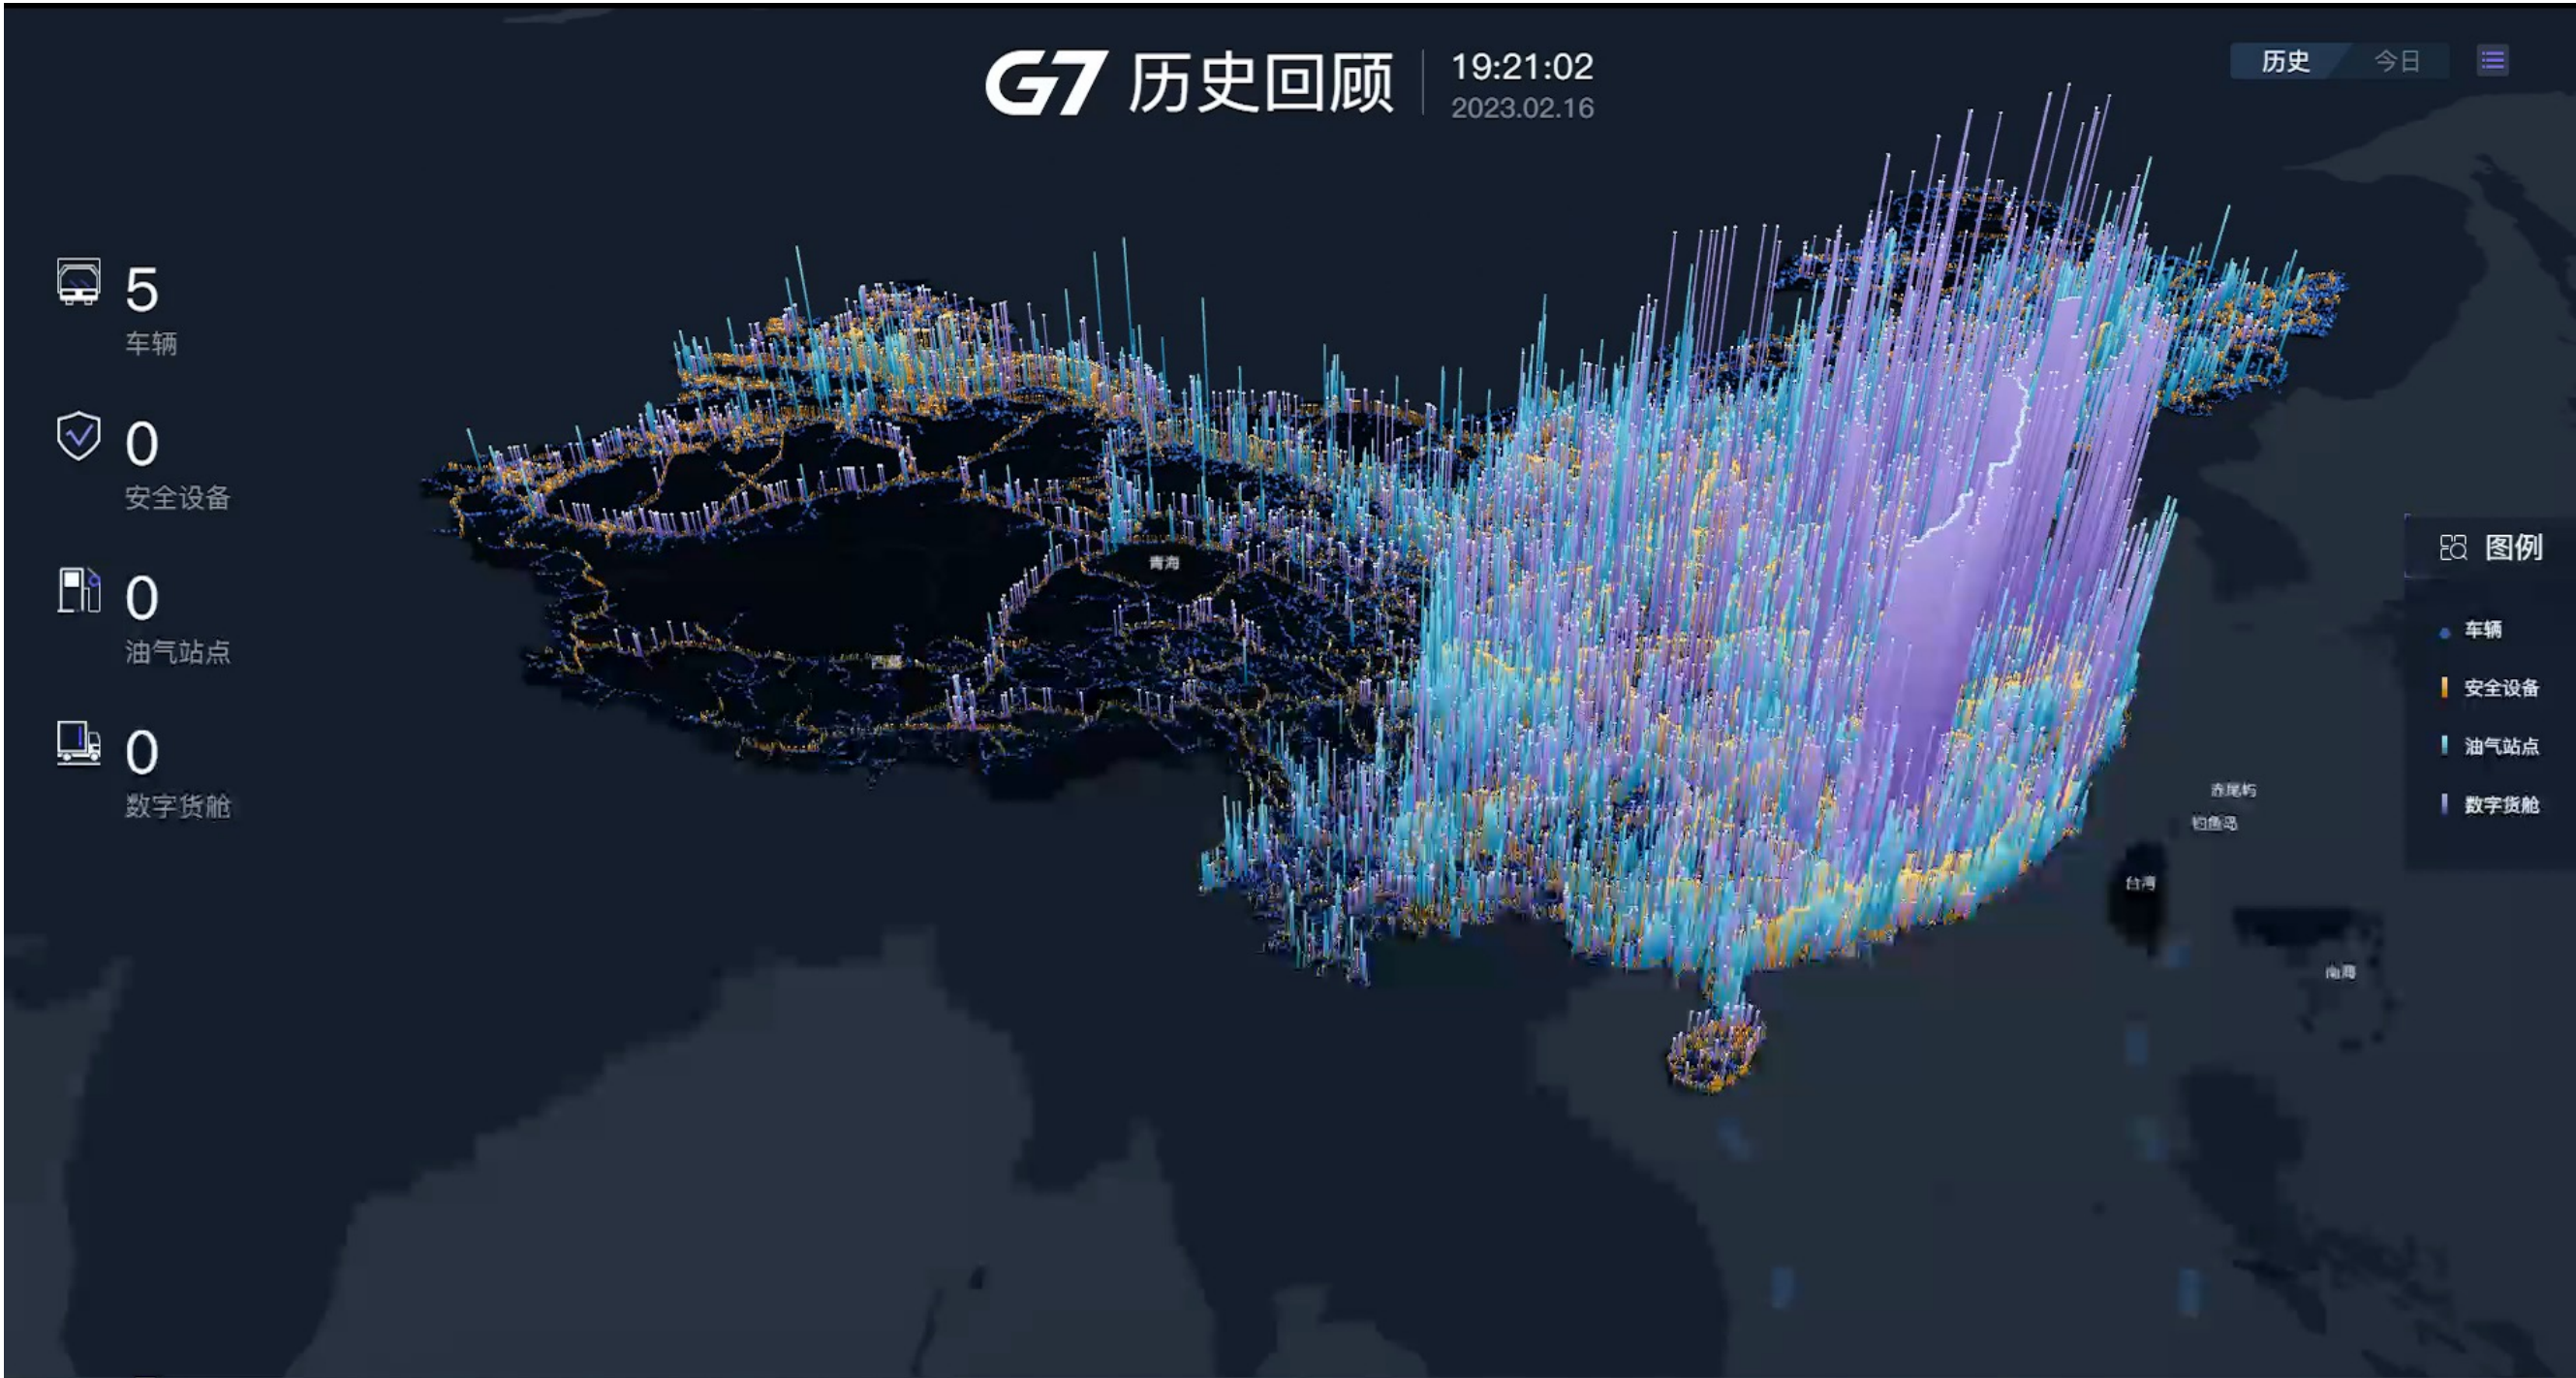 G7 历史回顾
19:21:02
2023.02.16
历史 今日
5
车辆
0
安全设备
0
油气站点
0
数字货舱
青海
图例
车辆
安全设备
油气站点
数字货舱
赤尾屿
钓鱼岛
台湾
南海